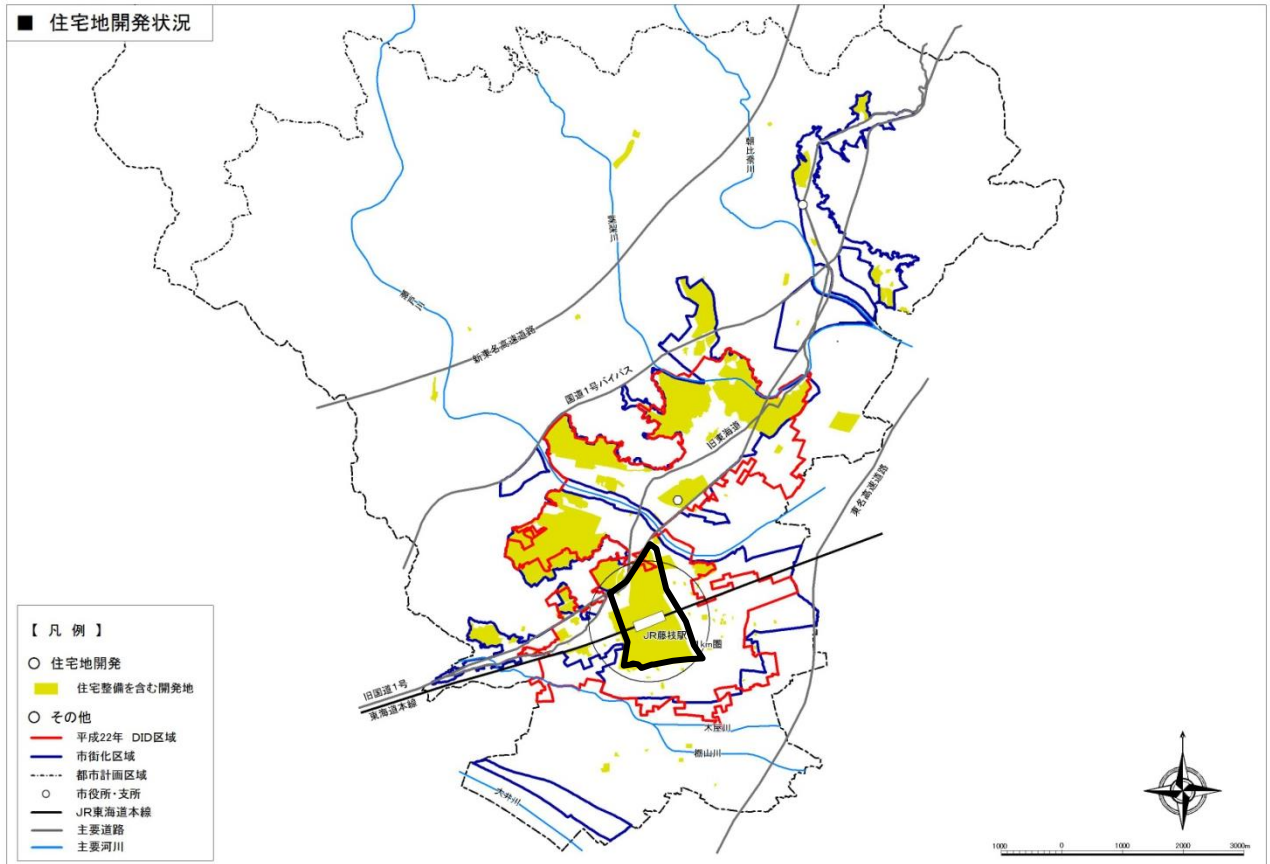 ■ 住宅地開発状況
朝比奈川
葉梨川
瀬戸川
新東名高速道路
国道1号バイパス
旧東海道
東名高速道路
JR藤枝駅
1km圏
旧国道1号
東海道本線
木屋川
栃山川
大井川
【 凡 例 】
○ 住宅地開発
住宅整備を含む開発地
○ その他
平成22年 DID区域
市街化区域
都市計画区域
市役所・支所
JR東海道本線
主要道路
主要河川
1000 0 1000 2000 3000m